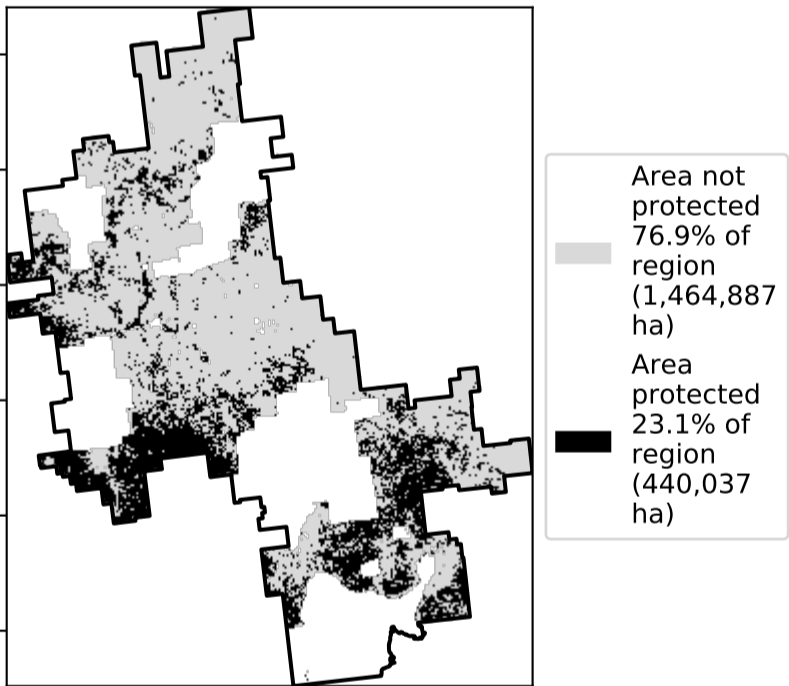 Area not
protected
76.9% of
region
(1,464,887
ha)
Area
protected
23.1% of
region
(440,037
ha)